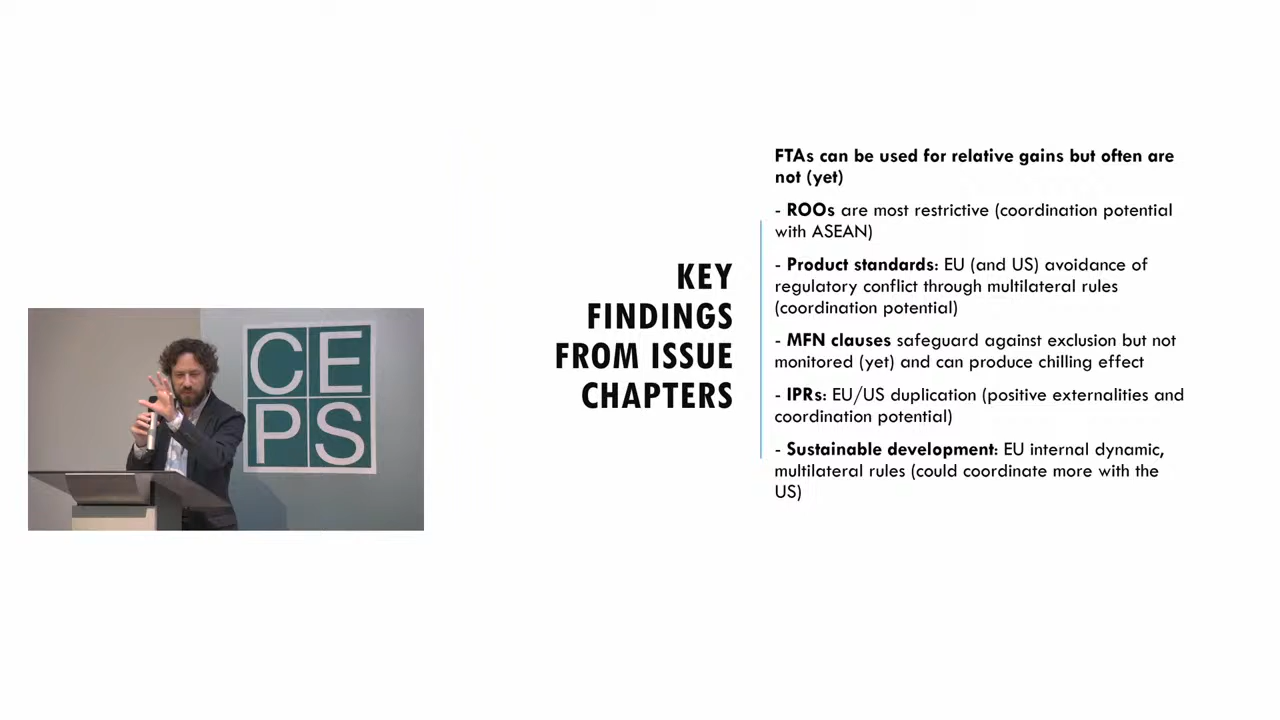 CE
PS
KEY
FINDINGS
FROM ISSUE
CHAPTERS
FTAs can be used for relative gains but often are
not (yet)
- ROOs are most restrictive (coordination potential
with ASEAN)
- Product standards: EU (and US) avoidance of
regulatory conflict through multilateral rules
(coordination potential)
- MFN clauses safeguard against exclusion but not
monitored (yet) and can produce chilling effect
- IPRs: EU/US duplication (positive externalities and
coordination potential)
- Sustainable development: EU internal dynamic,
multilateral rules (could coordinate more with the
US)